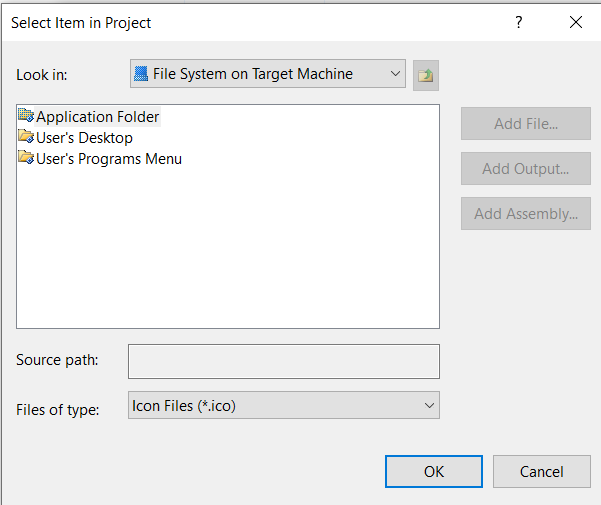 Select Item in Project
?
Look in:
File System on Target Machine
Application Folder
User's Desktop
User's Programs Menu
Add File...
Add Output...
Add Assembly...
Source path:
Files of type:
Icon Files (*.ico)
OK
Cancel